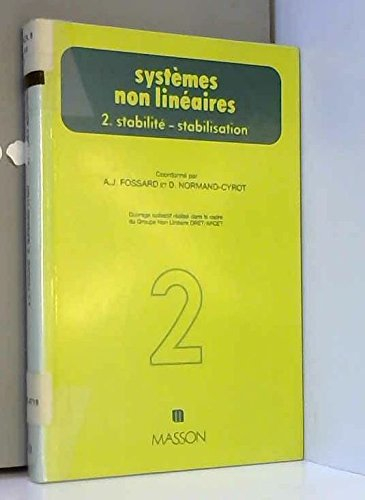 systèmes
non linéaires
2. stabilité - stabilisation
Coordonné par
A.J. FOSSARD ET D. NORMAND-CYROT
Ouvrage collectif réalisé dans le cadre
du Groupe Non Linéaire DRET-AFCET
2
m
MASSON